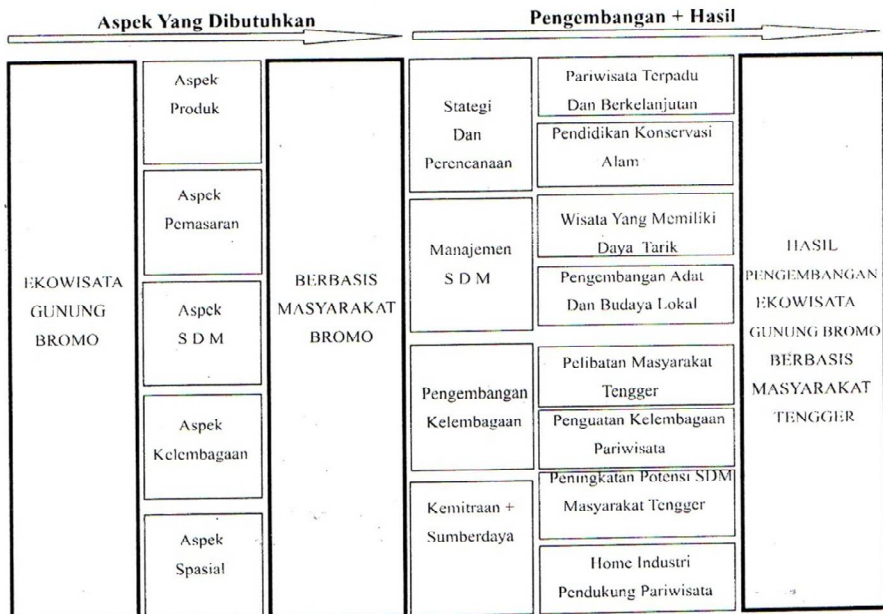 Aspek Yang Dibutuhkan
Pengembangan + Hasil
EKOWISATA
GUNUNG
BROMO
Aspek
Produk
Aspek
Pemasaran
Aspek
S D M
Aspek
Kelembagaan
Aspek
Spasial
BERBASIS
MASYARAKAT
BROMO
Stategi
Dan
Perencanaan
Manajemen
S D M
Pengembangan
Kelembagaan
Kemitraan +
Sumberdaya
Pariwisata Terpadu
Dan Berkelanjutan
Pendidikan Konservasi
Alam
Wisata Yang Memiliki
Daya Tarik
Pengembangan Adat
Dan Budaya Lokal
Pelibatan Masyarakat
Tengger
Penguatan Kelembagaan
Pariwisata
Peningkatan Potensi SDM
Masyarakat Tengger
Home Industri
Pendukung Pariwisata
HASIL
PENGEMBANGAN
EKOWISATA
GUNUNG BROMO
BERBASIS
MASYARAKAT
TENGGER